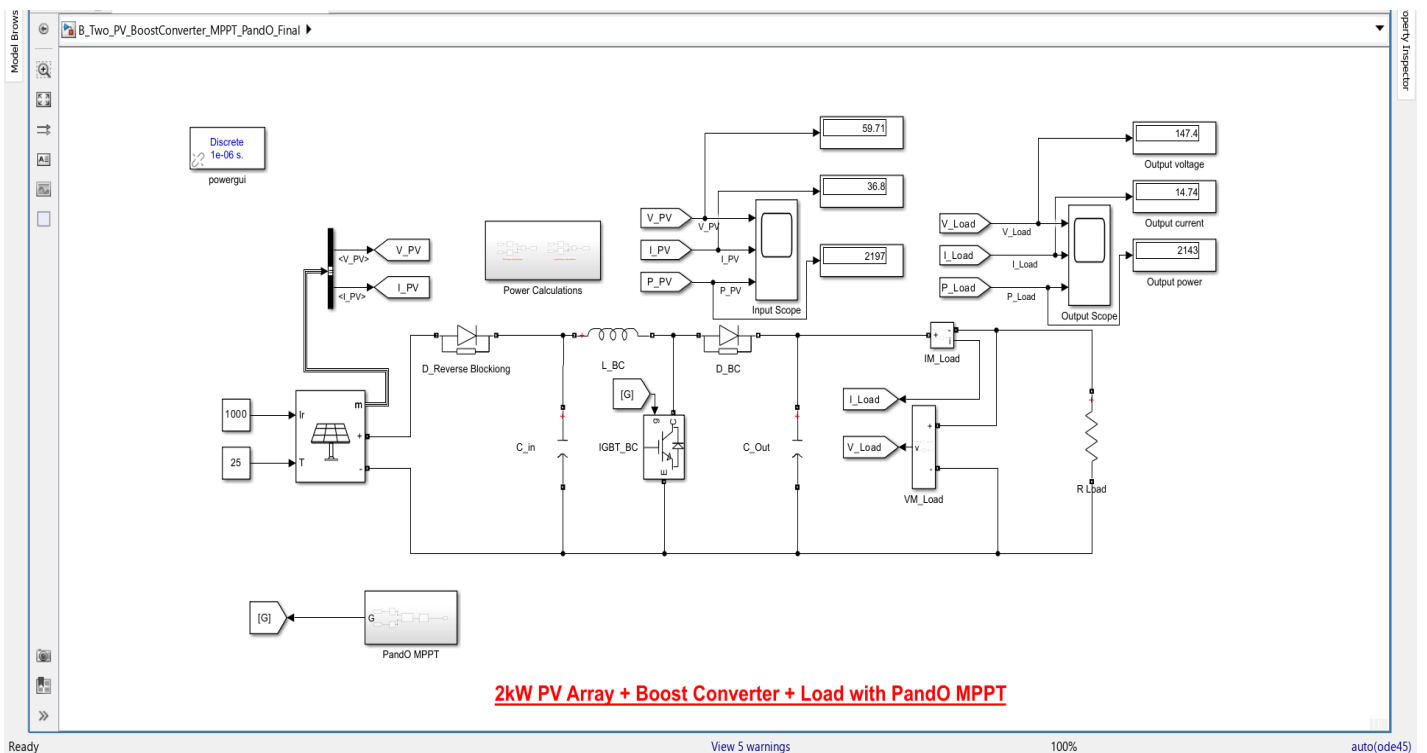 Model Brows
B_Two_PV_BoostConverter_MPPT_PandO_Final
operty Inspector
Discrete
1e-06 s.
powergui
59.71
36.8
2197
V_PV
V_PV
I_PV
I_PV
P_PV
P_PV
Input Scope
147.4
Output voltage
14.74
Output current
2143
Output power
V_Load
V_Load
I_Load
I_Load
P_Load
P_Load
Output Scope
<V_PV>
V_PV
<I_PV>
I_PV
Power Calculations
D_Reverse Blockiong
L_BC
D_BC
+
IM_Load
+
-
i
1000
25
Ir
T
m
+
-
C_in
+
[G]
IGBT_BC
g
C
E
C_Out
+
I_Load
V_Load
v
+
-
VM_Load
+
R Load
[G]
G
PandO MPPT
2kW PV Array + Boost Converter + Load with PandO MPPT
Ready
View 5 warnings
100%
auto(ode45)